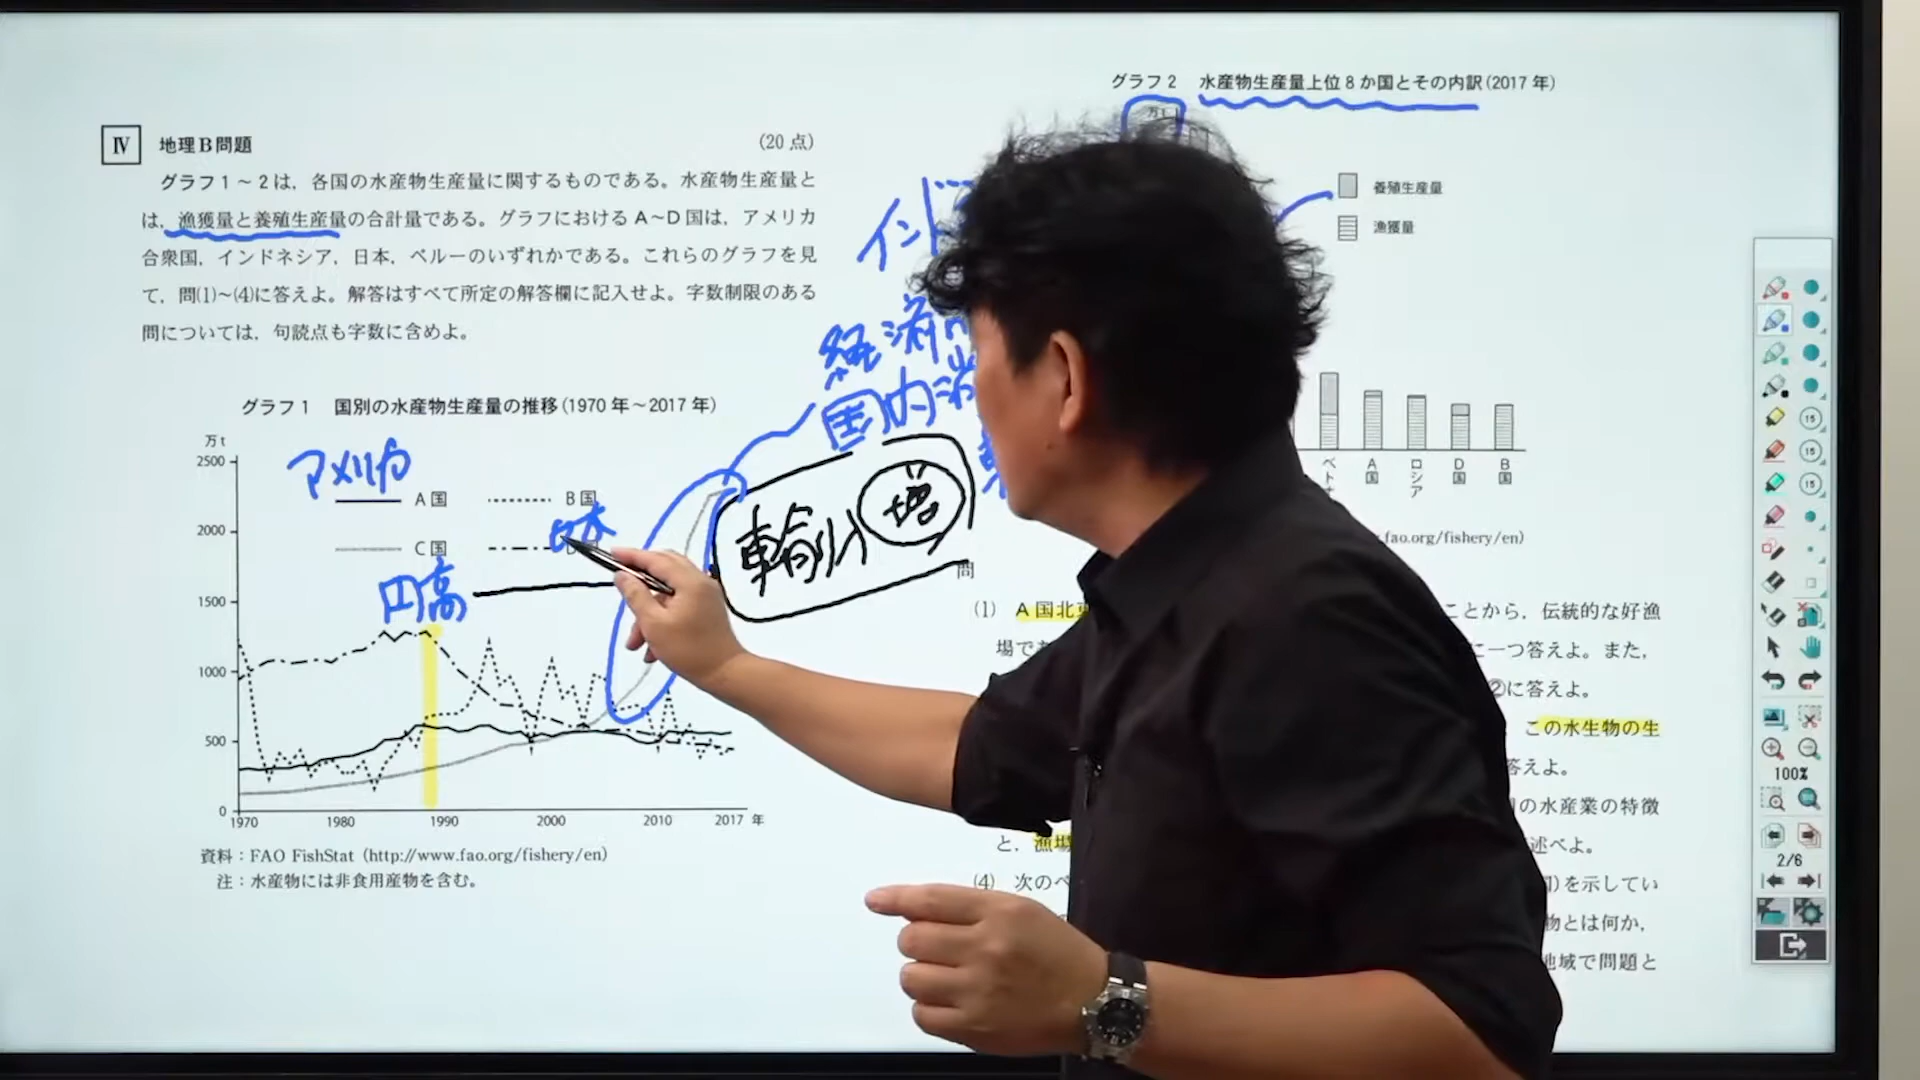 Ⅳ 地理B問題 (20点)
グラフ1～2は，各国の水産物生産量に関するものである。水産物生産量と
は，漁獲量と養殖生産量の合計量である。グラフにおけるA～D国は，アメリカ
合衆国，インドネシア，日本，ペルーのいずれかである。これらのグラフを見
て，問(1)～(4)に答えよ。解答はすべて所定の解答欄に記入せよ。字数制限のある
問については，句読点も字数に含めよ。
グラフ1 国別の水産物生産量の推移(1970年～2017年)
万t
2500
2000
1500
1000
500
0
アメリカ
A国
B国
日本
C国
円高
1970 1980 1990 2000 2010 2017 年
資料：FAO FishStat (http://www.fao.org/fishery/en)
注：水産物には非食用産物を含む。
インド
経済
国内消
輸入
増
グラフ2 水産物生産量上位8か国とその内訳(2017年)
万t
養殖生産量
漁獲量
ベト
A国
ロシア
D国
B国
fao.org/fishery/en)
問
(1) A国北東
ことから，伝統的な好漁
場で
一つ答えよ。また，
②に答えよ。
この水生物の生
答えよ。
の水産業の特徴
と，漁場
述べよ。
(4) 次のペ
を示してい
物とは何か，
地域で問題と
15
15
15
100%
2/6